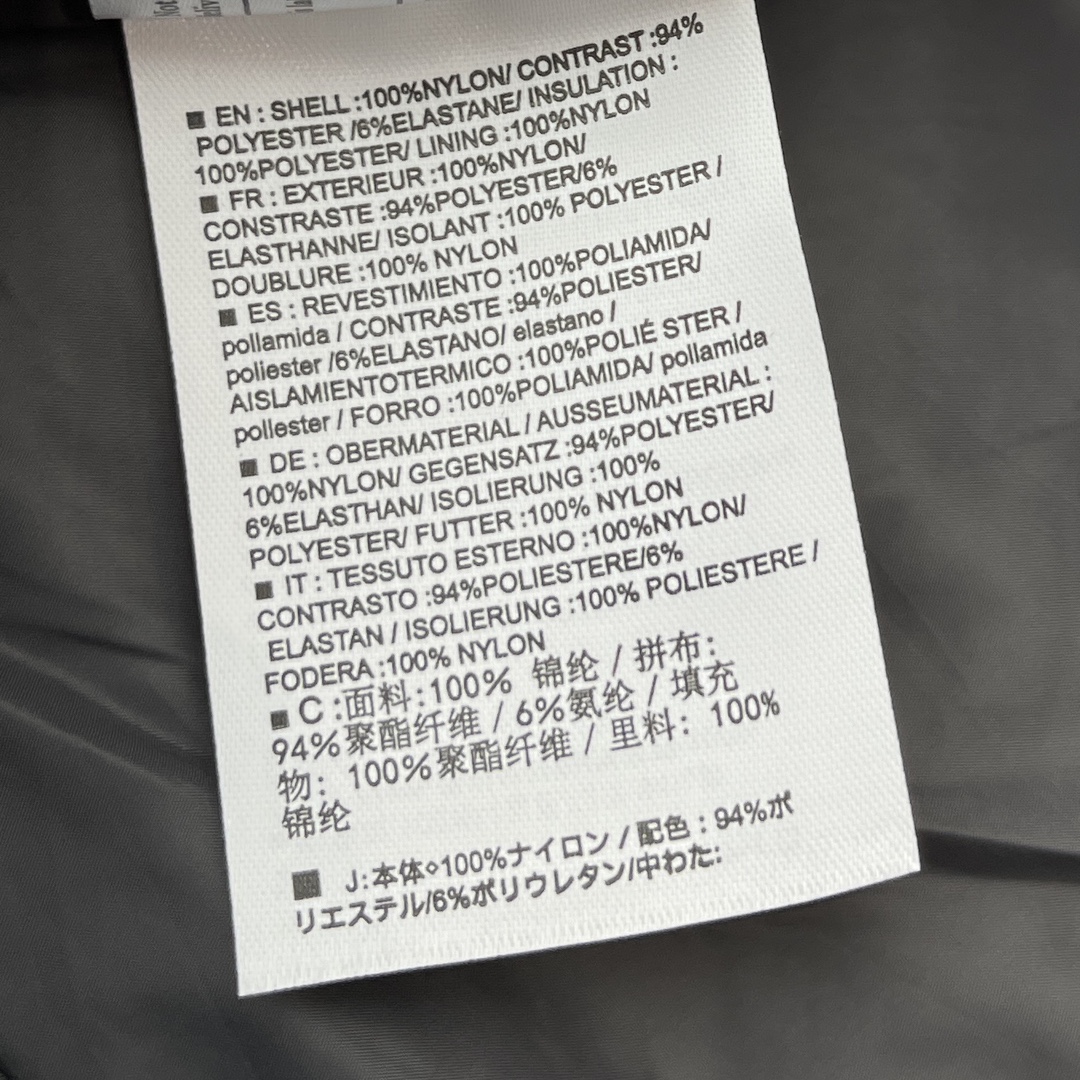 ■ EN : SHELL :100%NYLON/ CONTRAST :94%
POLYESTER /6%ELASTANE/ INSULATION :
100%POLYESTER/ LINING :100%NYLON
■ FR : EXTERIEUR :100%NYLON/
CONSTRASTE :94%POLYESTER/6%
ELASTHANNE/ ISOLANT :100% POLYESTER /
DOUBLURE :100% NYLON
■ ES : REVESTIMIENTO :100%POLIAMIDA/
pollamida / CONTRASTE :94%POLIESTER/
poliester /6%ELASTANO/ elastano /
AISLAMIENTOTERMICO :100%POLIÉ STER /
pollester / FORRO :100%POLIAMIDA/ pollamida
■ DE : OBERMATERIAL / AUSSEUMATERIAL :
100%NYLON/ GEGENSATZ :94%POLYESTER/
6%ELASTHAN/ ISOLIERUNG :100%
POLYESTER/ FUTTER :100% NYLON
■ IT : TESSUTO ESTERNO :100%NYLON/
CONTRASTO :94%POLIESTERE/6%
ELASTAN / ISOLIERUNG :100% POLIESTERE /
FODERA :100% NYLON
■ C :面料:100% 锦纶 / 拼布:
94%聚酯纤维 / 6%氨纶 / 填充
物: 100%聚酯纤维 / 里料: 100%
锦纶
■ J:本体◇100%ナイロン / 配色 : 94%ポ
リエステル/6%ポリウレタン/中わた: